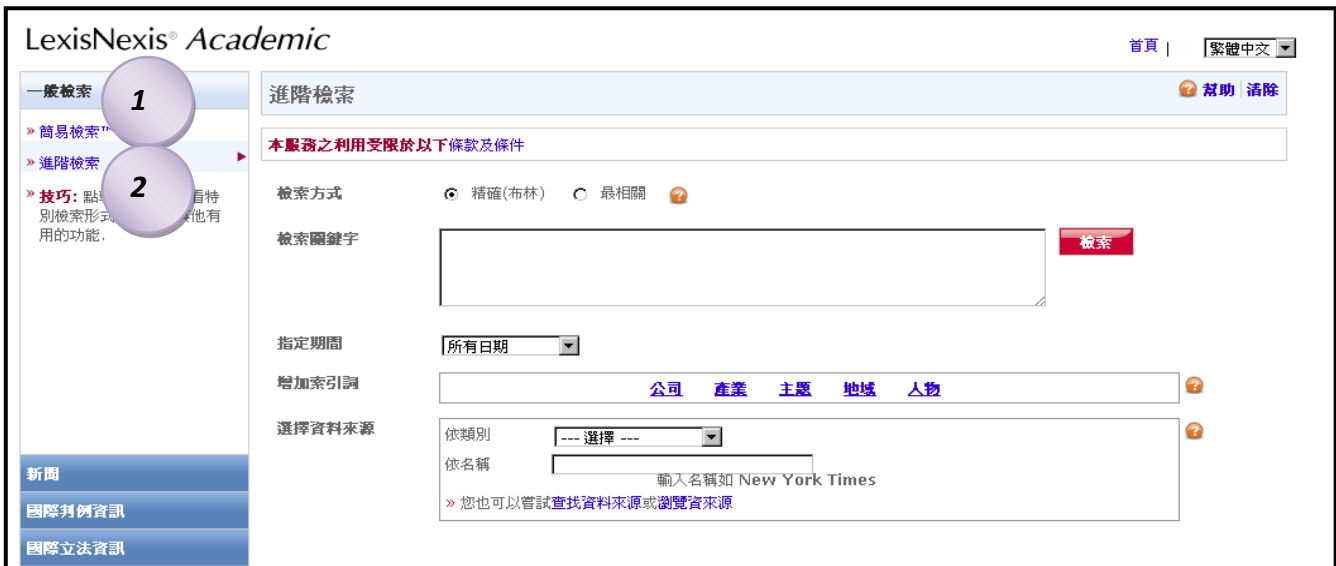 LexisNexis® Academic
首頁 | 繁體中文
一般檢索
1
» 簡易檢索™
» 進階檢索
2
» 技巧: 點 看特
別檢索形式 他有
用的功能.
新聞
國際判例資訊
國際立法資訊
進階檢索
幫助 清除
本服務之利用受限於以下條款及條件
檢索方式 精確(布林) 最相關
檢索關鍵字 檢索
指定期間 所有日期
增加索引詞 公司 產業 主題 地域 人物
選擇資料來源 依類別 --- 選擇 ---
依名稱
輸入名稱如 New York Times
» 您也可以嘗試查找資料來源或瀏覽資來源